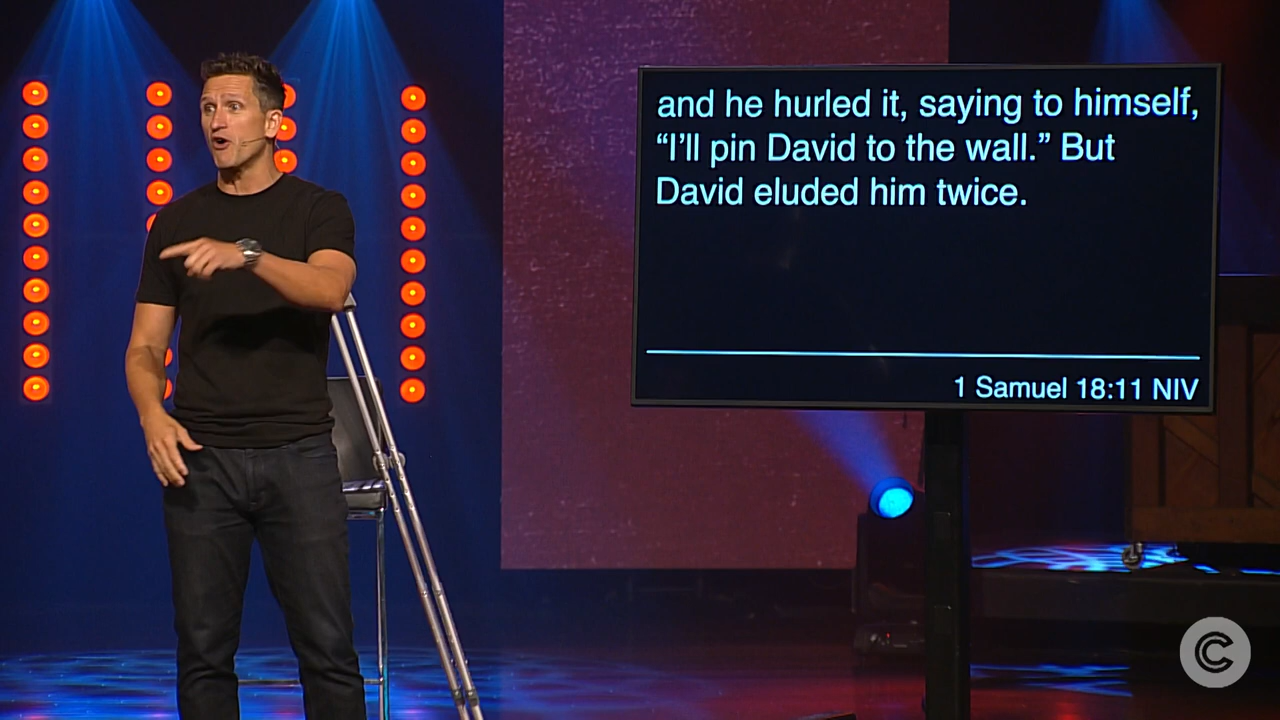 and he hurled it, saying to himself,
“I’ll pin David to the wall.” But
David eluded him twice.
1 Samuel 18:11 NIV